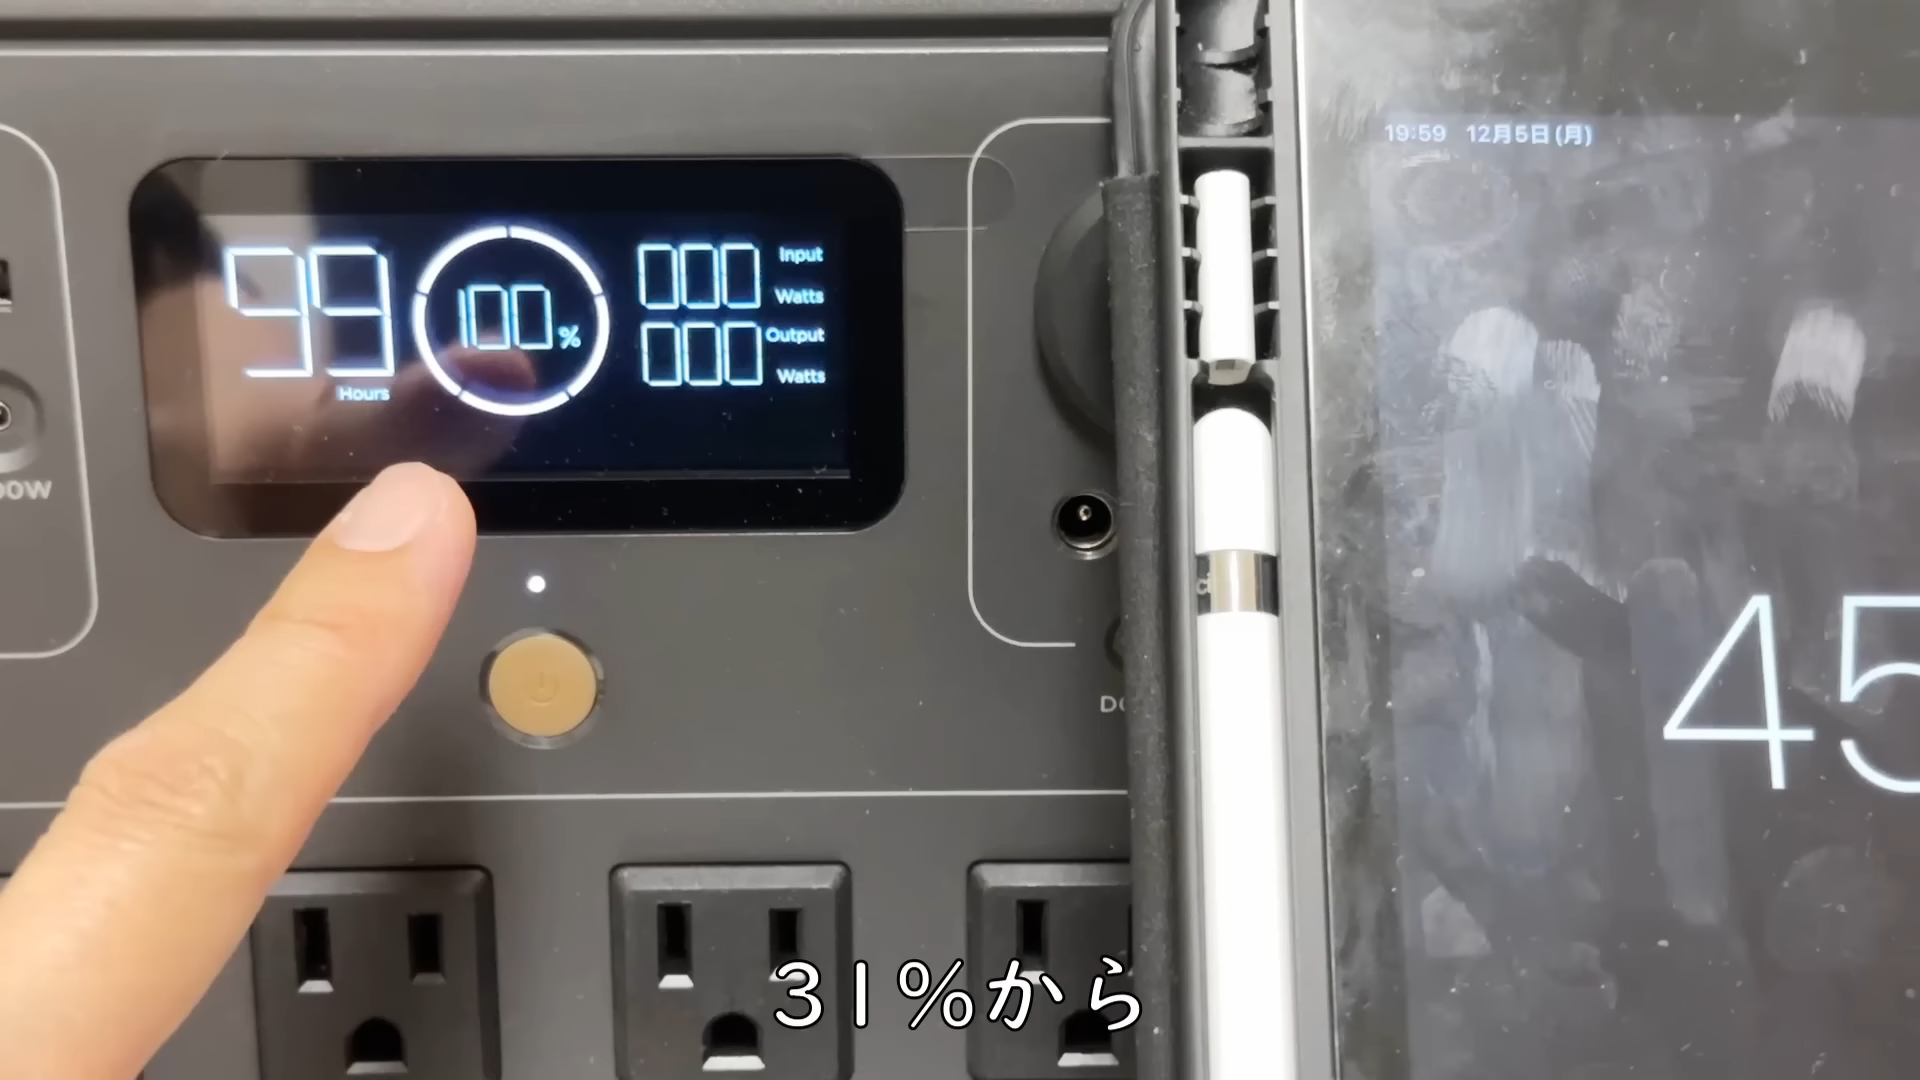 99
Hours
100%
000
Input
Watts
000
Output
Watts
00W
19:59 12月5日(月)
45
DC
31%から